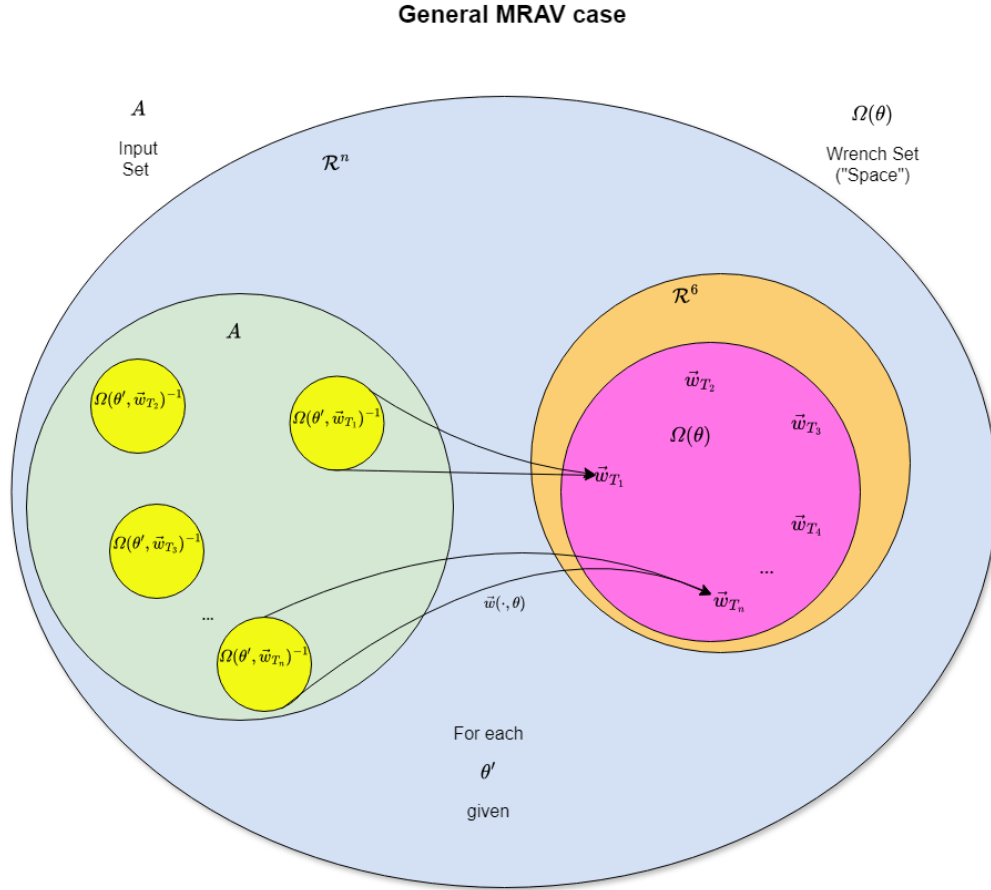 General MRAV case
A
Input
Set
Ω(θ)
Wrench Set
("Space")
ℛⁿ
ℛ⁶
A
Ω(θ′, w⃗_{T₂})⁻¹
Ω(θ′, w⃗_{T₁})⁻¹
Ω(θ′, w⃗_{T₃})⁻¹
...
Ω(θ′, w⃗_{Tₙ})⁻¹
w⃗_{T₂}
w⃗_{T₃}
Ω(θ)
w⃗_{T₁}
w⃗_{T₄}
...
w⃗_{Tₙ}
w⃗(·, θ)
For each
θ′
given